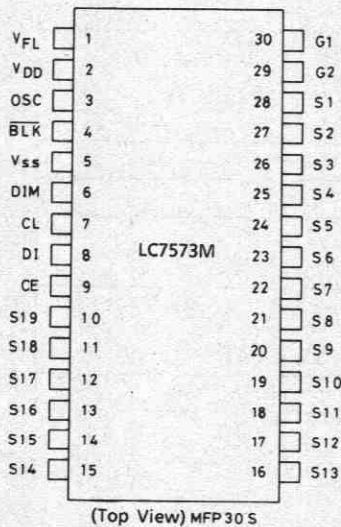 VFL 1 30 G1
VDD 2 29 G2
OSC 3 28 S1
BLK 4 27 S2
Vss 5 26 S3
DIM 6 25 S4
CL 7 24 S5
DI 8 LC7573M 23 S6
CE 9 22 S7
S19 10 21 S8
S18 11 20 S9
S17 12 19 S10
S16 13 18 S11
S15 14 17 S12
S14 15 16 S13
(Top View) MFP30S